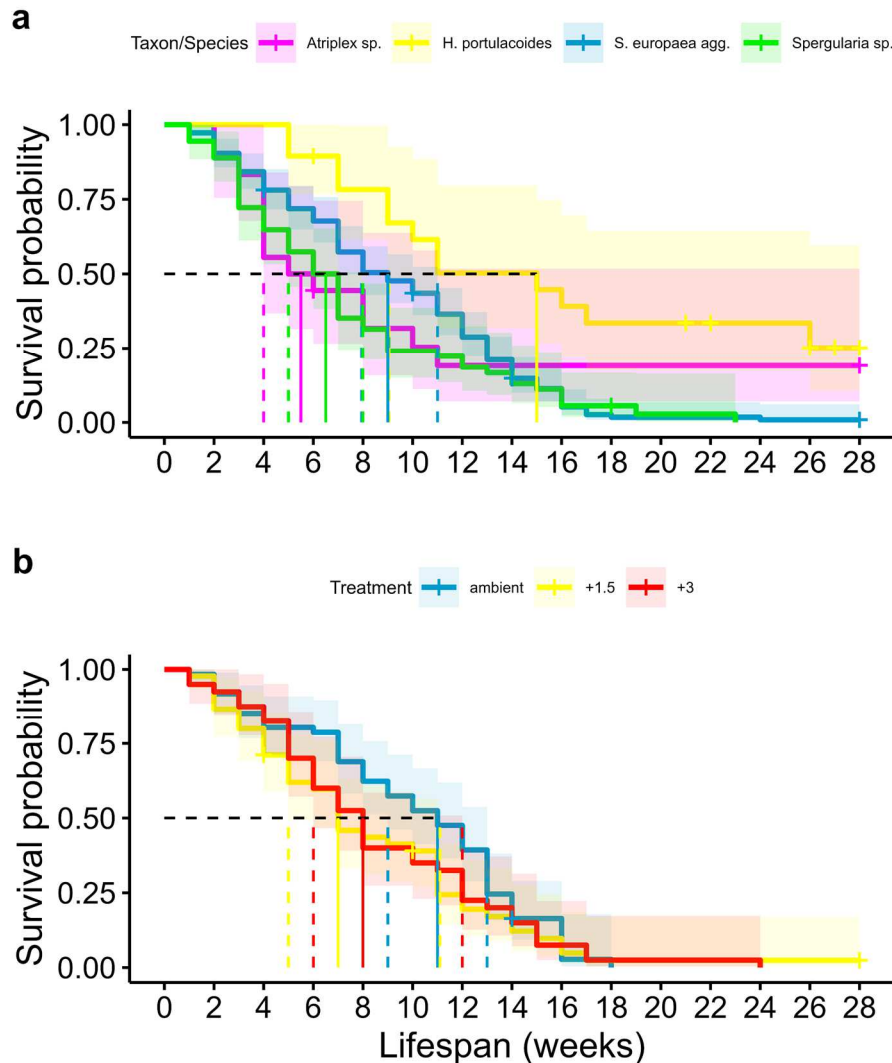 a
Taxon/Species Atriplex sp. H. portulacoides S. europaea agg. Spergularia sp.
Survival probability
1.00
0.75
0.50
0.25
0.00
0 2 4 6 8 10 12 14 16 18 20 22 24 26 28
b
Treatment ambient +1.5 +3
Survival probability
1.00
0.75
0.50
0.25
0.00
0 2 4 6 8 10 12 14 16 18 20 22 24 26 28
Lifespan (weeks)